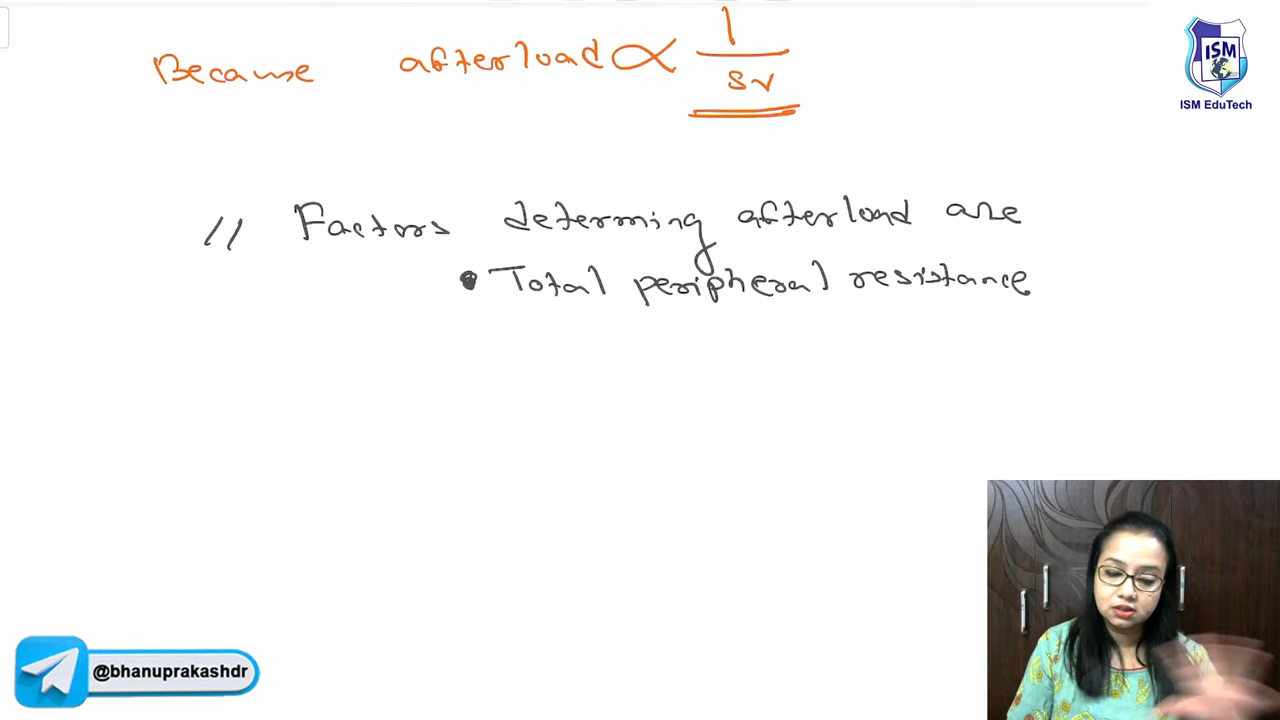 Because afterload ∝ 1/SV
ISM
ISM EduTech
// Factors determing afterload are
• Total peripheral resistance
@bhanuprakashdr